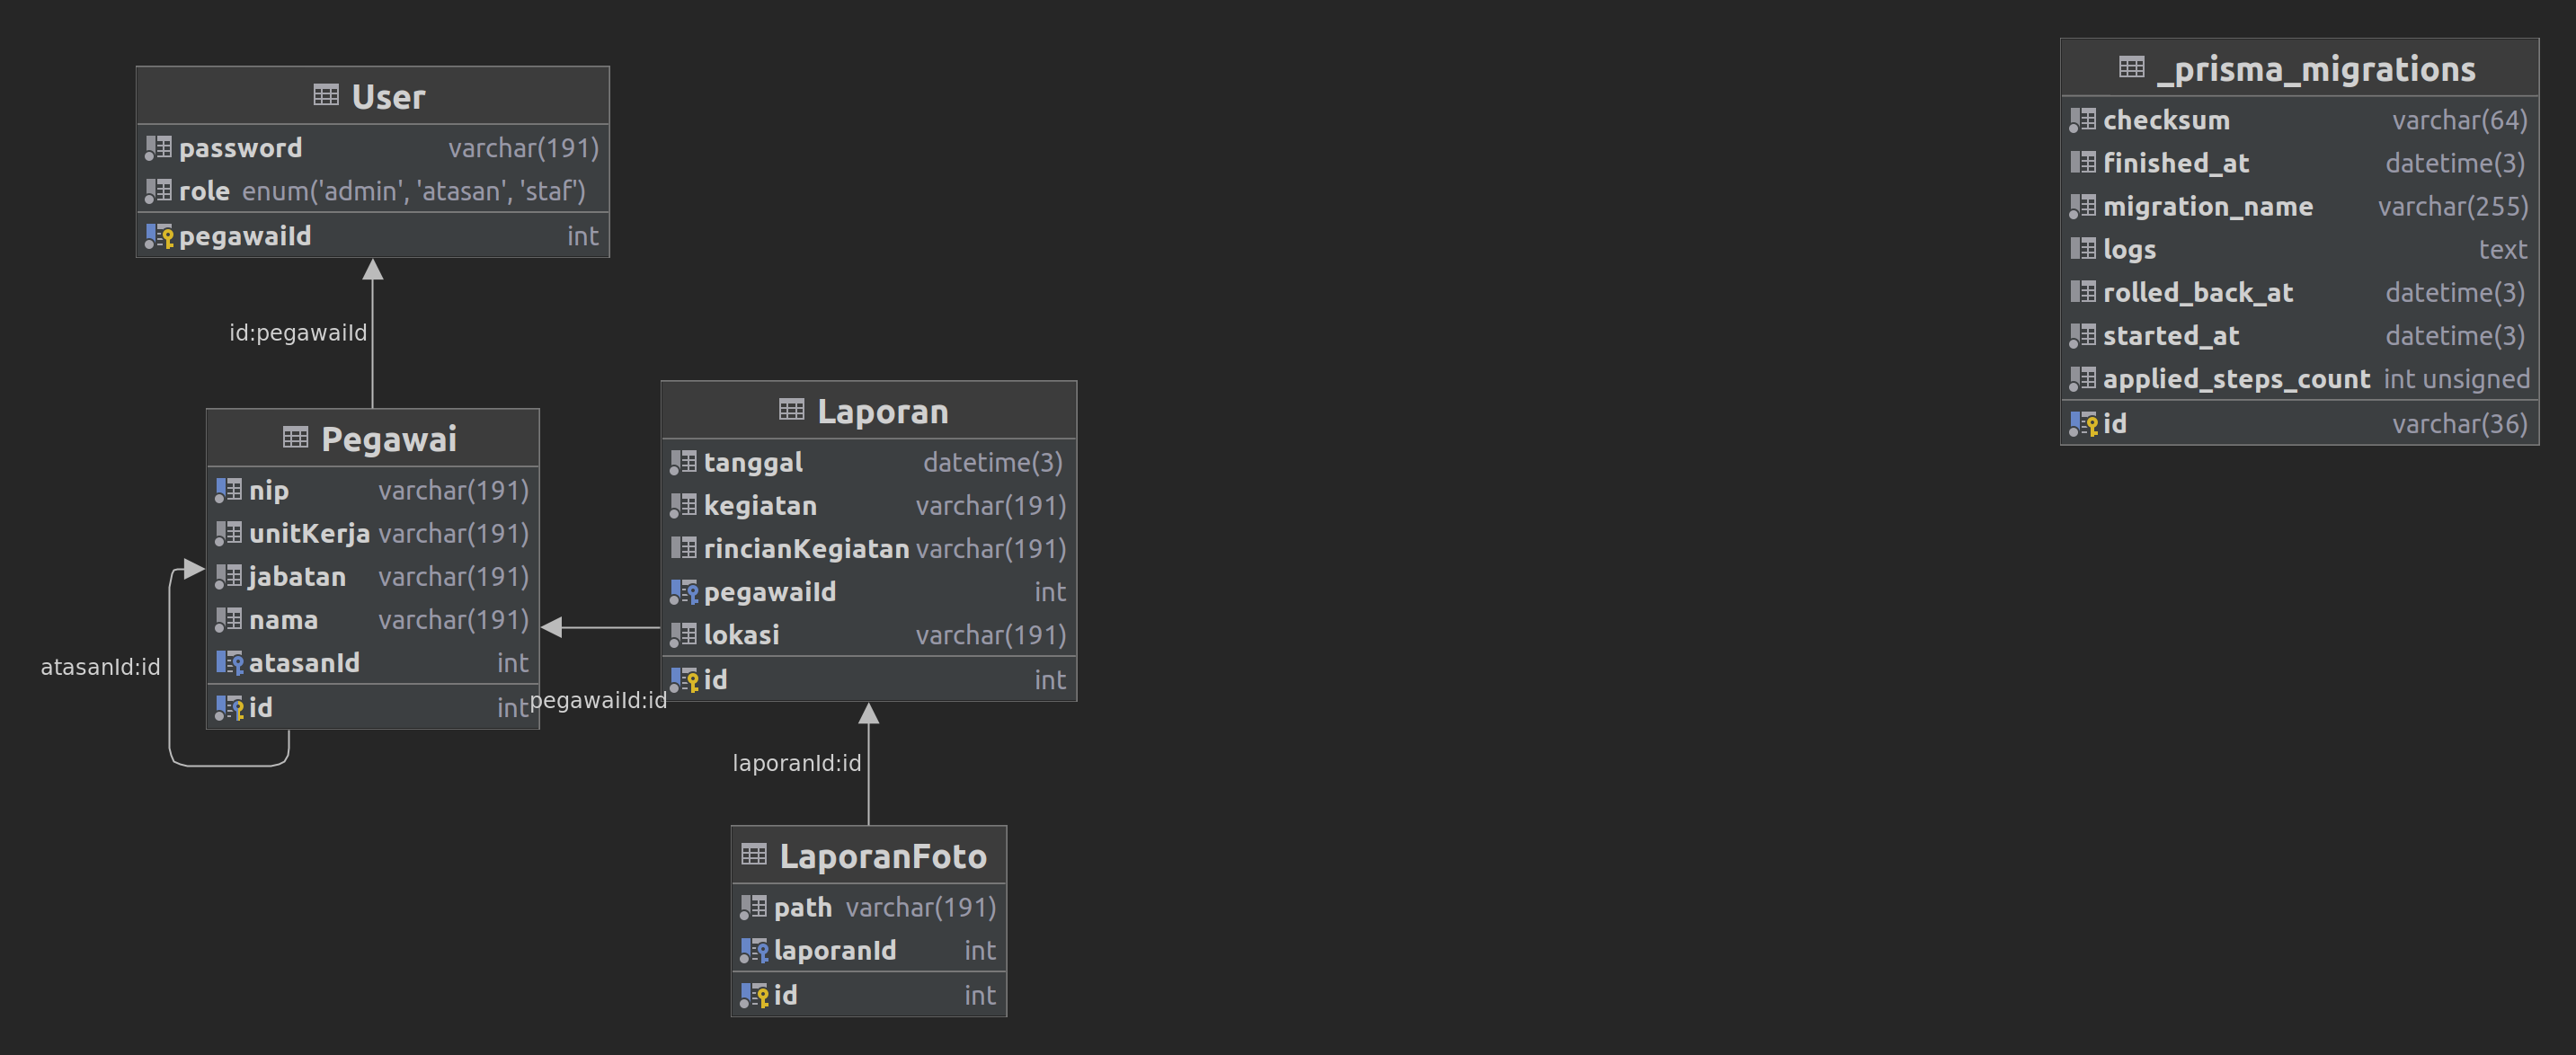 User
password varchar(191)
role enum('admin', 'atasan', 'staf')
pegawaiId int
id:pegawaiId
Pegawai
nip varchar(191)
unitKerja varchar(191)
jabatan varchar(191)
nama varchar(191)
atasanId int
id int
atasanId:id
pegawaiId:id
Laporan
tanggal datetime(3)
kegiatan varchar(191)
rincianKegiatan varchar(191)
pegawaiId int
lokasi varchar(191)
id int
laporanId:id
LaporanFoto
path varchar(191)
laporanId int
id int
_prisma_migrations
checksum varchar(64)
finished_at datetime(3)
migration_name varchar(255)
logs text
rolled_back_at datetime(3)
started_at datetime(3)
applied_steps_count int unsigned
id varchar(36)